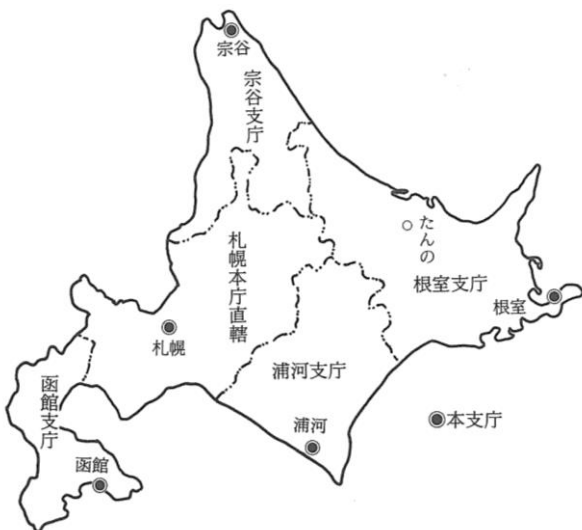 宗谷
宗谷支庁
たんの
札幌本庁直轄
根室支庁
根室
札幌
浦河支庁
函館支庁
浦河
本支庁
函館